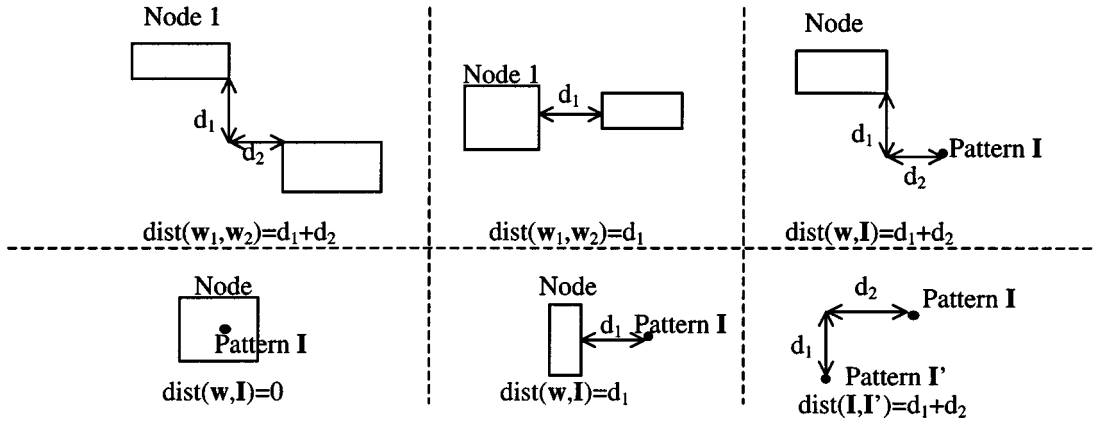 Node 1
d₁
d₂
dist(w₁,w₂)=d₁+d₂
Node 1
d₁
dist(w₁,w₂)=d₁
Node
d₁
Pattern I
d₂
dist(w,I)=d₁+d₂
Node
Pattern I
dist(w,I)=0
Node
d₁ Pattern I
dist(w,I)=d₁
d₂
Pattern I
d₁
Pattern I'
dist(I,I')=d₁+d₂